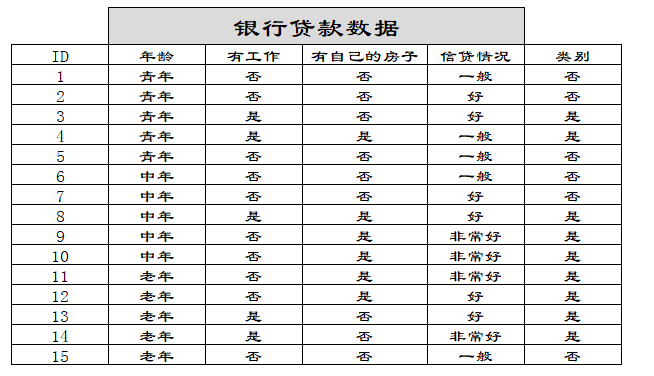 银行贷款数据
ID 年龄 有工作 有自己的房子 信贷情况 类别
1 青年 否 否 一般 否
2 青年 否 否 好 否
3 青年 是 否 好 是
4 青年 是 是 一般 是
5 青年 否 否 一般 否
6 中年 否 否 一般 否
7 中年 否 否 好 否
8 中年 是 是 好 是
9 中年 否 是 非常好 是
10 中年 否 是 非常好 是
11 老年 否 是 非常好 是
12 老年 否 是 好 是
13 老年 是 否 好 是
14 老年 是 否 非常好 是
15 老年 否 否 一般 否